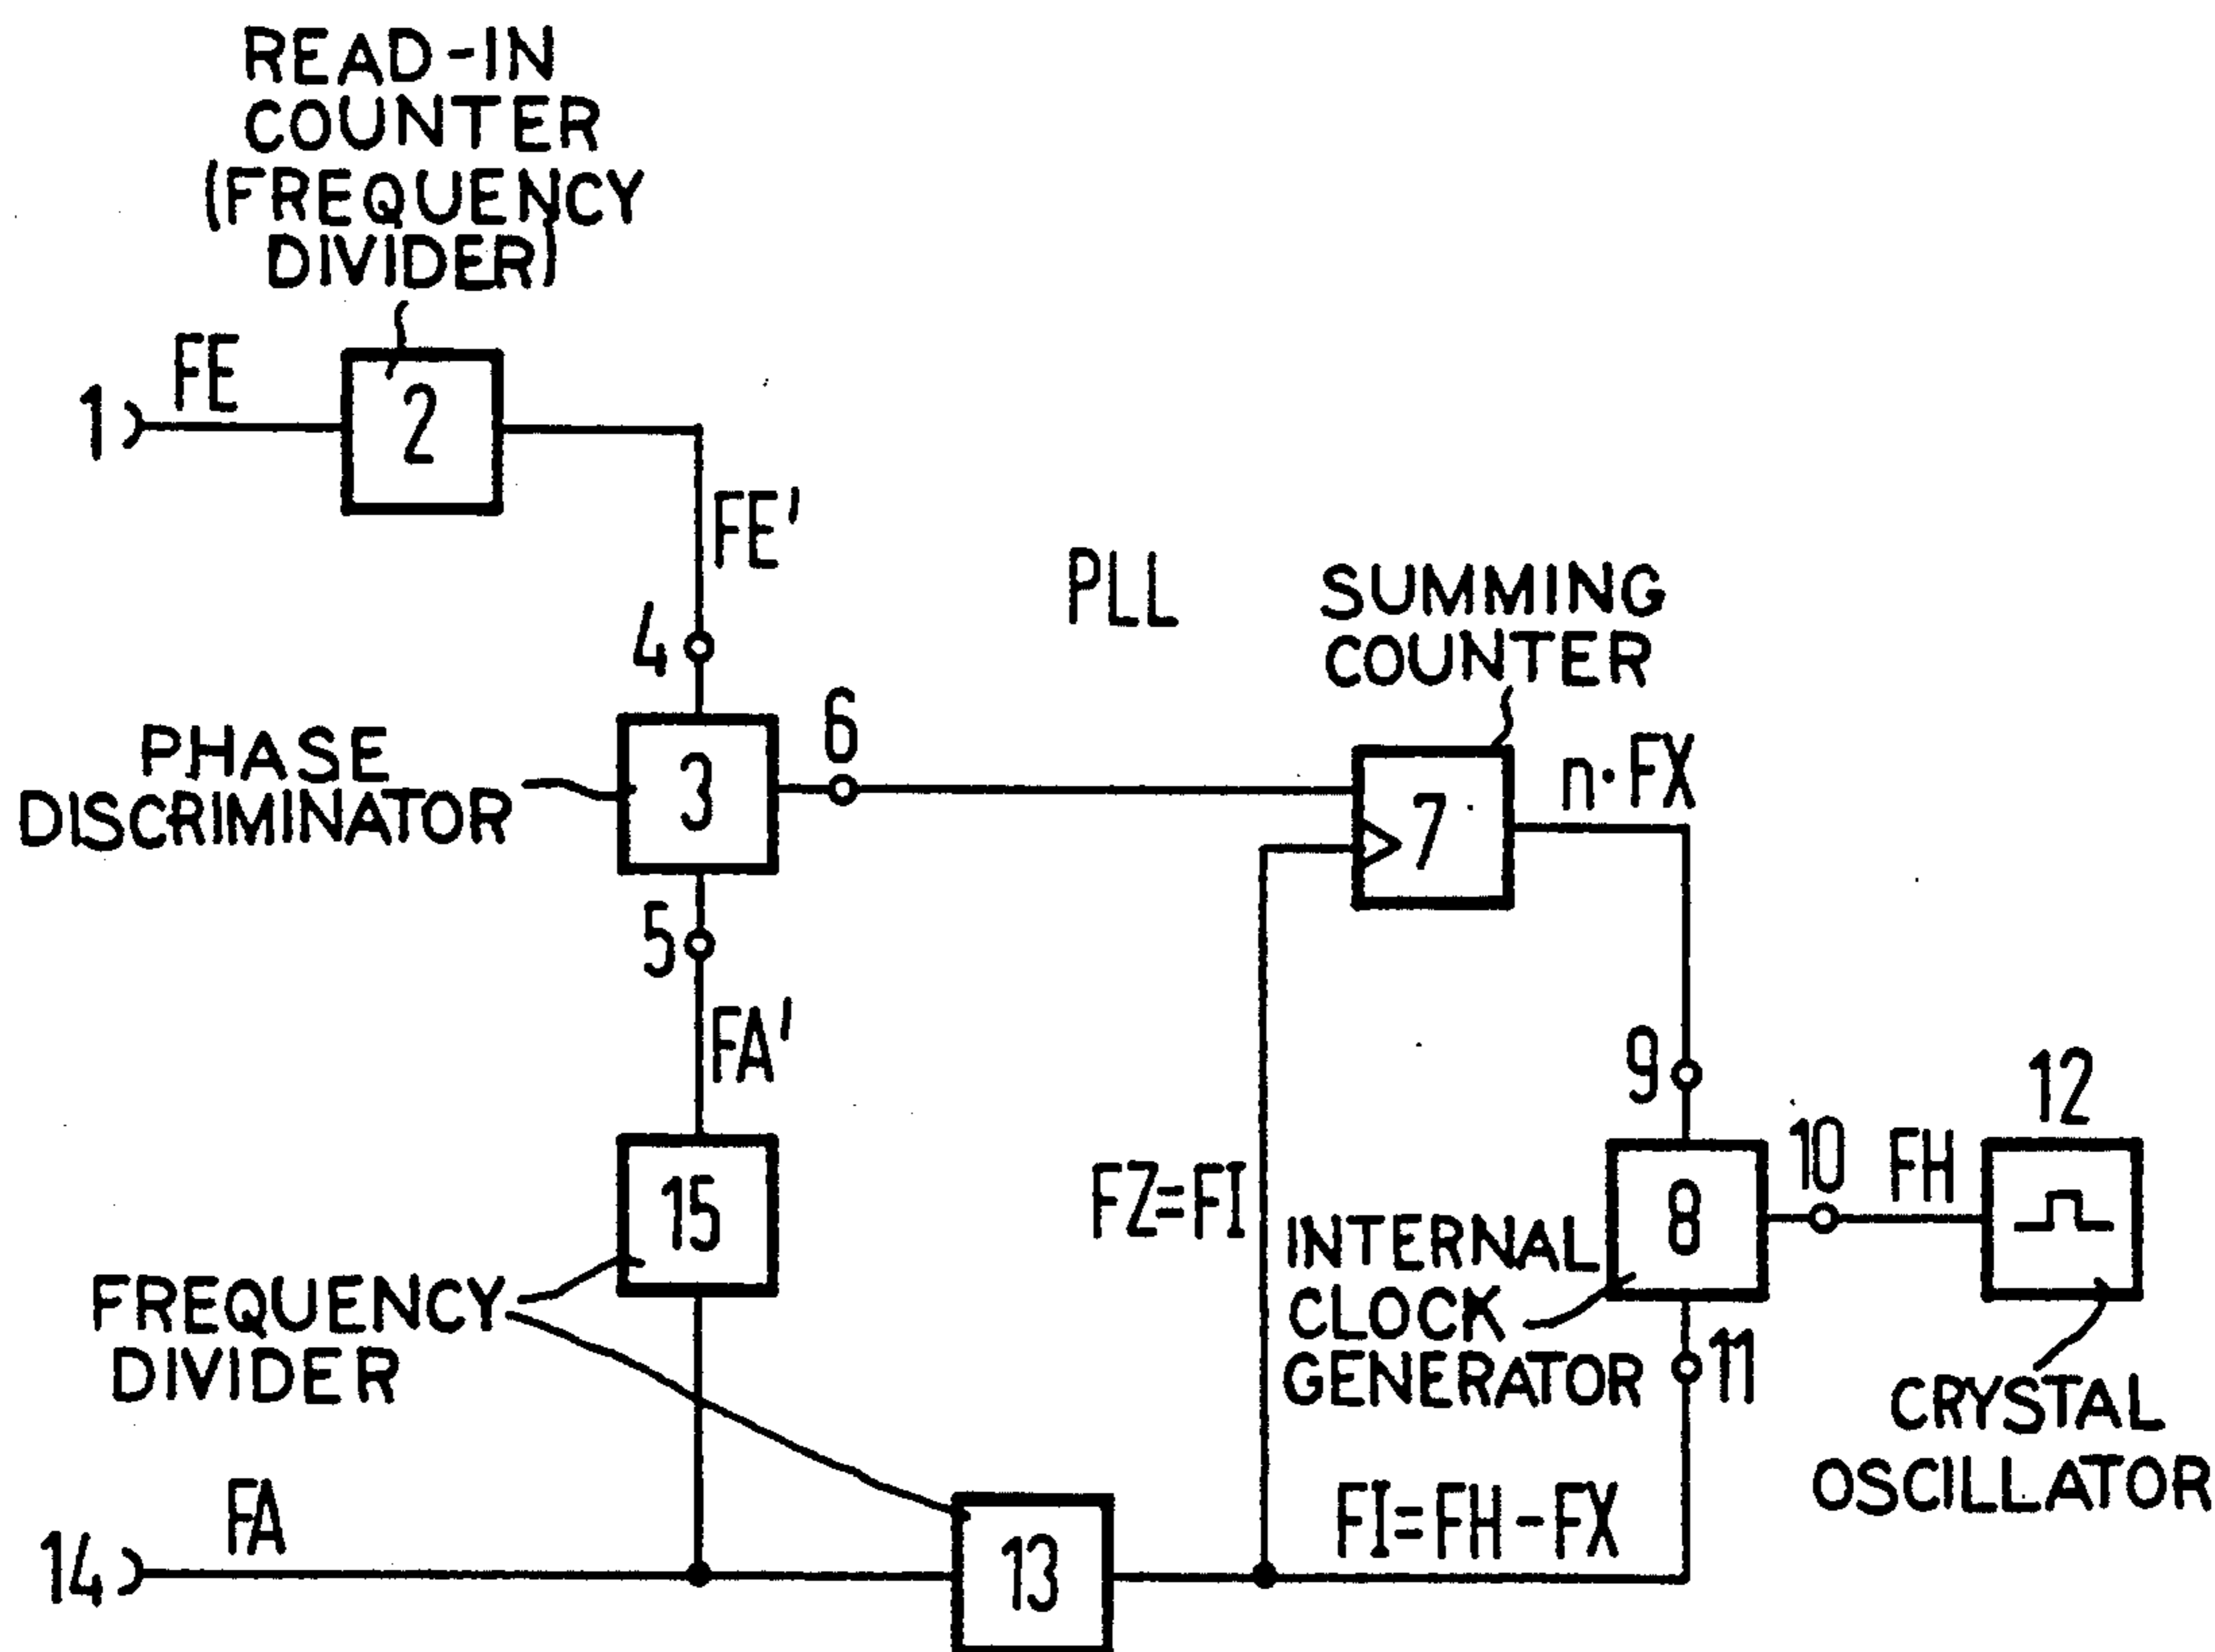 READ-IN
COUNTER
(FREQUENCY
DIVIDER)
FE
1
2
FE'
PLL
SUMMING
COUNTER
4
6
PHASE
DISCRIMINATOR
3
7
n·FX
5
FA'
9
12
10
FH
15
FZ=FI
8
INTERNAL
CLOCK
GENERATOR
FREQUENCY
DIVIDER
11
CRYSTAL
OSCILLATOR
FA
FI=FH-FX
14
13